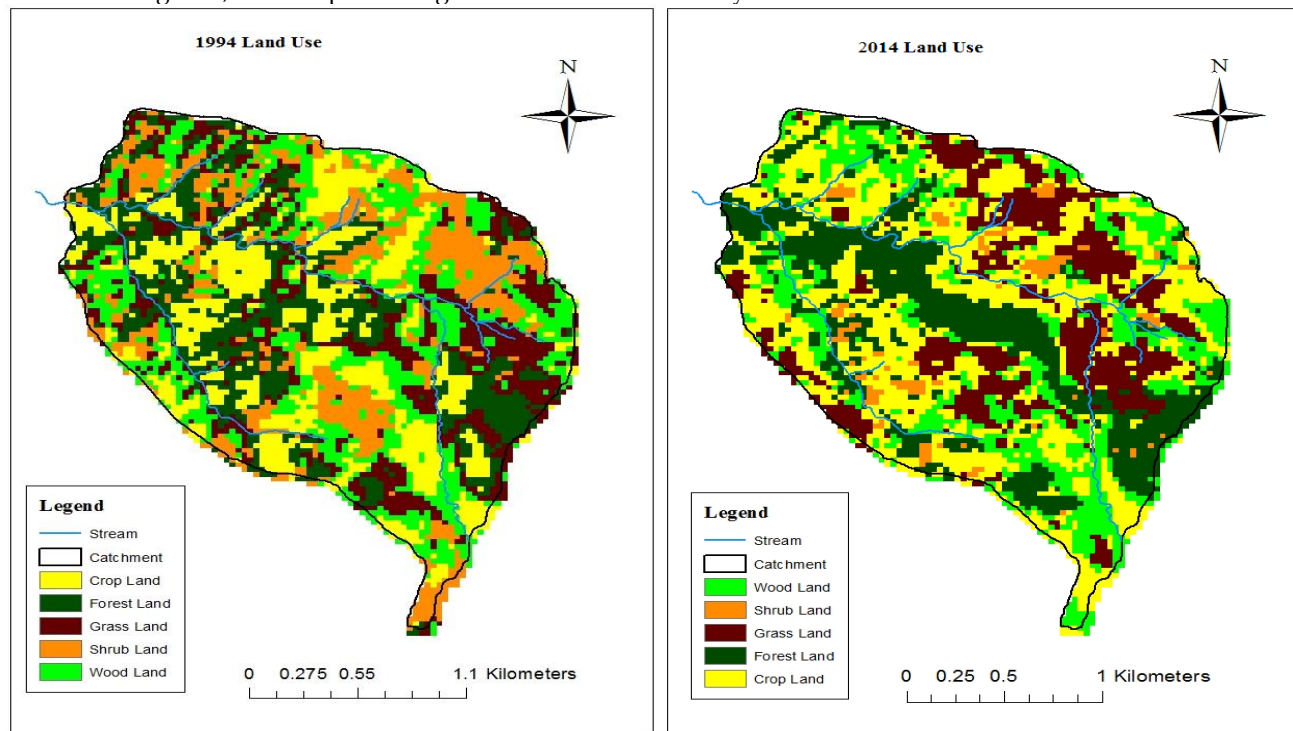 1994 Land Use
N
Legend
Stream
Catchment
Crop Land
Forest Land
Grass Land
Shrub Land
Wood Land
0 0.275 0.55 1.1 Kilometers
2014 Land Use
N
Legend
Stream
Catchment
Wood Land
Shrub Land
Grass Land
Forest Land
Crop Land
0 0.25 0.5 1 Kilometers